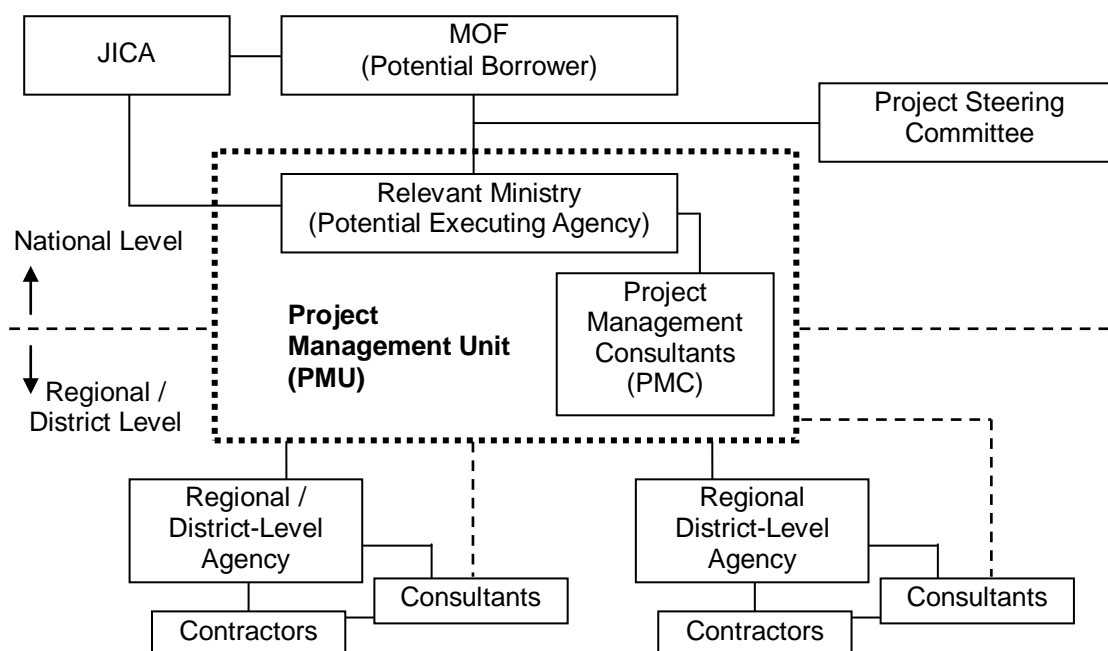 JICA
MOF
(Potential Borrower)
Project Steering
Committee
Relevant Ministry
(Potential Executing Agency)
National Level
Project
Management Unit
(PMU)
Project
Management
Consultants
(PMC)
Regional /
District Level
Regional /
District-Level
Agency
Consultants
Contractors
Regional
District-Level
Agency
Consultants
Contractors